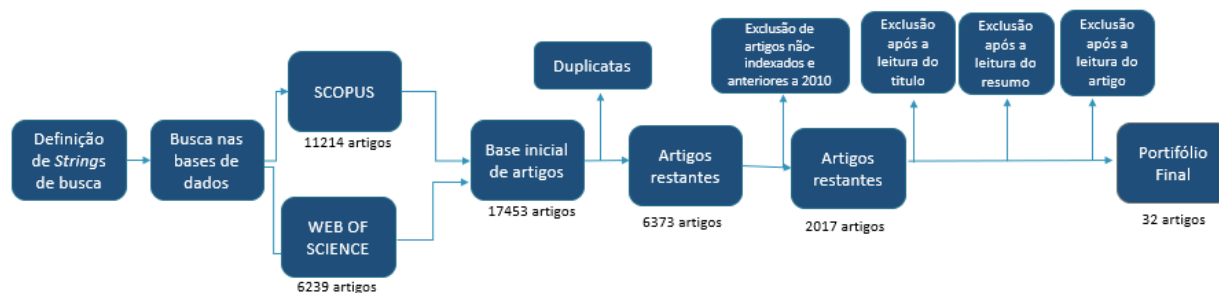 Definição
de Strings
de busca
Busca nas
bases de
dados
SCOPUS
11214 artigos
WEB OF
SCIENCE
6239 artigos
Base inicial
de artigos
17453 artigos
Duplicatas
Artigos
restantes
6373 artigos
Exclusão de
artigos não-
indexados e
anteriores a 2010
Artigos
restantes
2017 artigos
Exclusão
após a
leitura do
titulo
Exclusão
após a
leitura do
resumo
Exclusão
após a
leitura do
artigo
Portifólio
Final
32 artigos